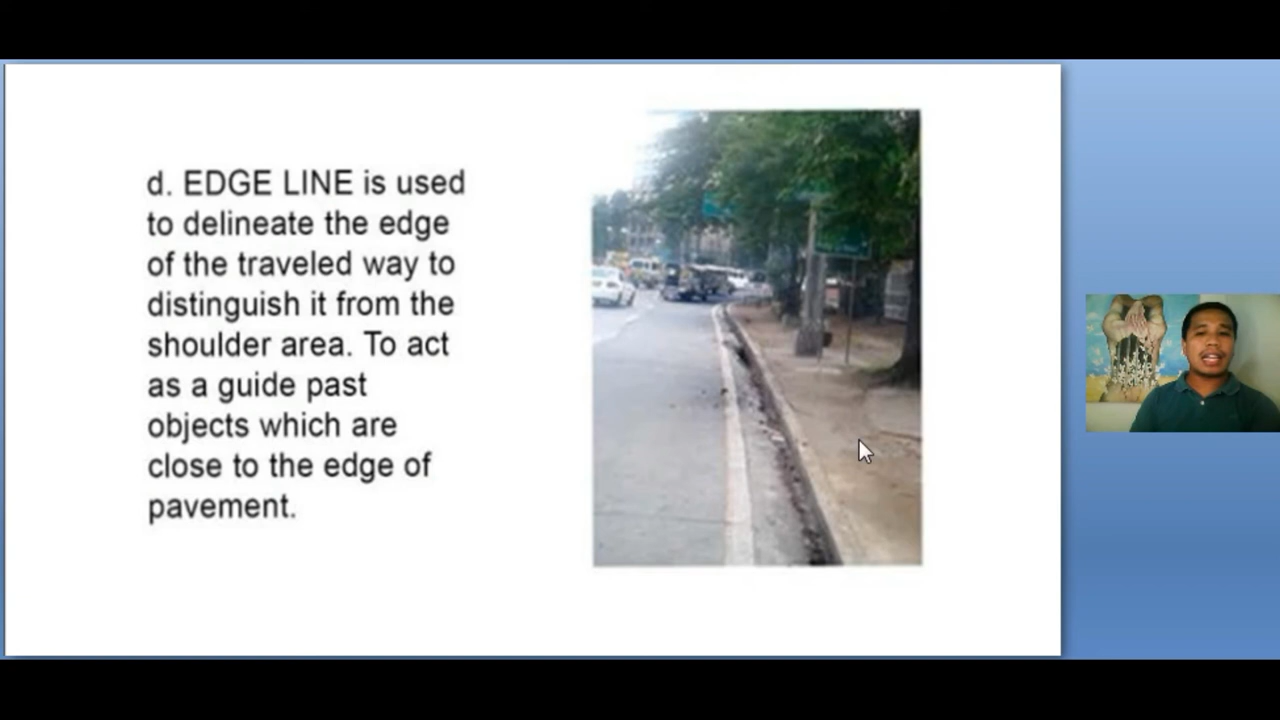 d. EDGE LINE is used
to delineate the edge
of the traveled way to
distinguish it from the
shoulder area. To act
as a guide past
objects which are
close to the edge of
pavement.